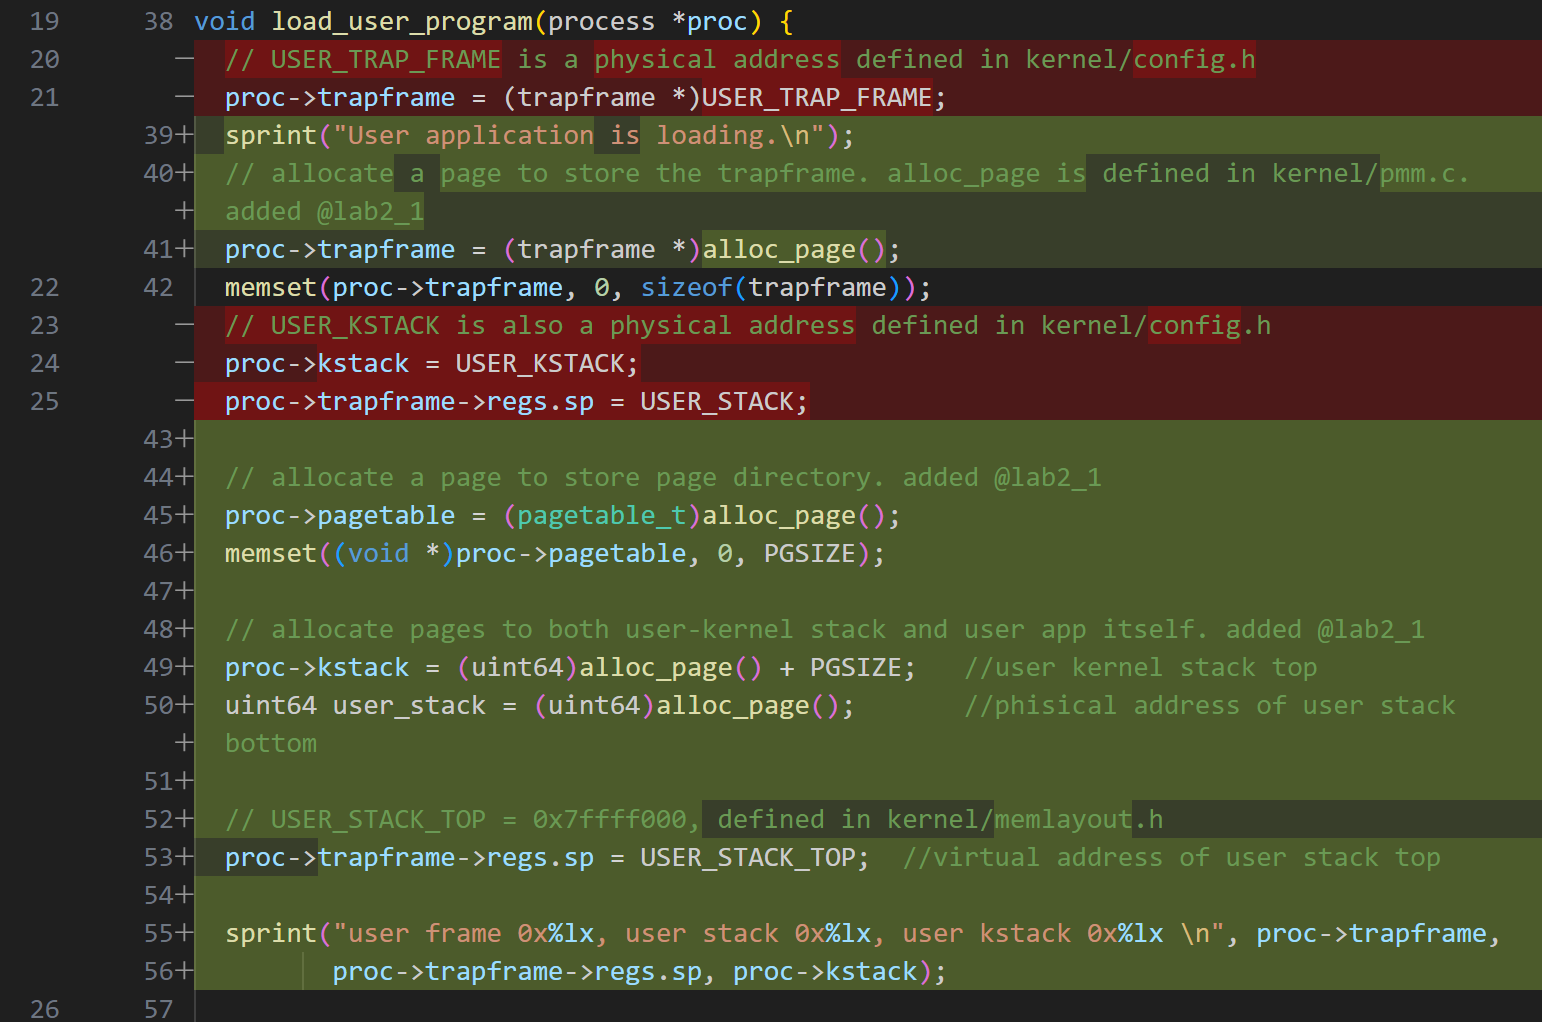 19 38 void load_user_program(process *proc) {
20 — // USER_TRAP_FRAME is a physical address defined in kernel/config.h
21 — proc->trapframe = (trapframe *)USER_TRAP_FRAME;
39+ sprint("User application is loading.\n");
40+ // allocate a page to store the trapframe. alloc_page is defined in kernel/pmm.c.
+ added @lab2_1
41+ proc->trapframe = (trapframe *)alloc_page();
22 42 memset(proc->trapframe, 0, sizeof(trapframe));
23 — // USER_KSTACK is also a physical address defined in kernel/config.h
24 — proc->kstack = USER_KSTACK;
25 — proc->trapframe->regs.sp = USER_STACK;
43+
44+ // allocate a page to store page directory. added @lab2_1
45+ proc->pagetable = (pagetable_t)alloc_page();
46+ memset((void *)proc->pagetable, 0, PGSIZE);
47+
48+ // allocate pages to both user-kernel stack and user app itself. added @lab2_1
49+ proc->kstack = (uint64)alloc_page() + PGSIZE; //user kernel stack top
50+ uint64 user_stack = (uint64)alloc_page(); //phisical address of user stack
+ bottom
51+
52+ // USER_STACK_TOP = 0x7ffff000, defined in kernel/memlayout.h
53+ proc->trapframe->regs.sp = USER_STACK_TOP; //virtual address of user stack top
54+
55+ sprint("user frame 0x%lx, user stack 0x%lx, user kstack 0x%lx \n", proc->trapframe,
56+ proc->trapframe->regs.sp, proc->kstack);
26 57